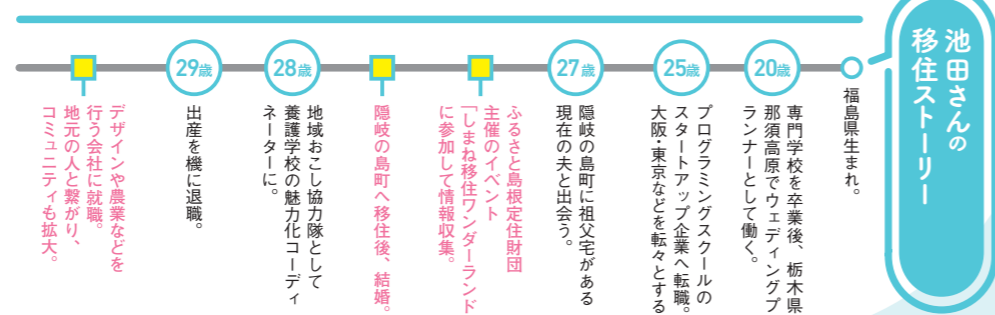 池田さんの
移住ストーリー
福島県生まれ。
20歳
専門学校を卒業後、栃木県
那須高原でウェディングプ
ランナーとして働く。
25歳
プログラミングスクールの
スタートアップ企業へ転職。
大阪・東京などを転々とする
27歳
隠岐の島町に祖父宅がある
現在の夫と出会う。
ふるさと島根定住財団
主催のイベント
「しまね移住ワンダーランド
に参加して情報収集。
隠岐の島町へ移住後、結婚。
28歳
地域おこし協力隊として
養護学校の魅力化コーディ
ネーターに。
29歳
出産を機に退職。
デザインや農業などを
行う会社に就職。
地元の人と繋がり、
コミュニティも拡大。